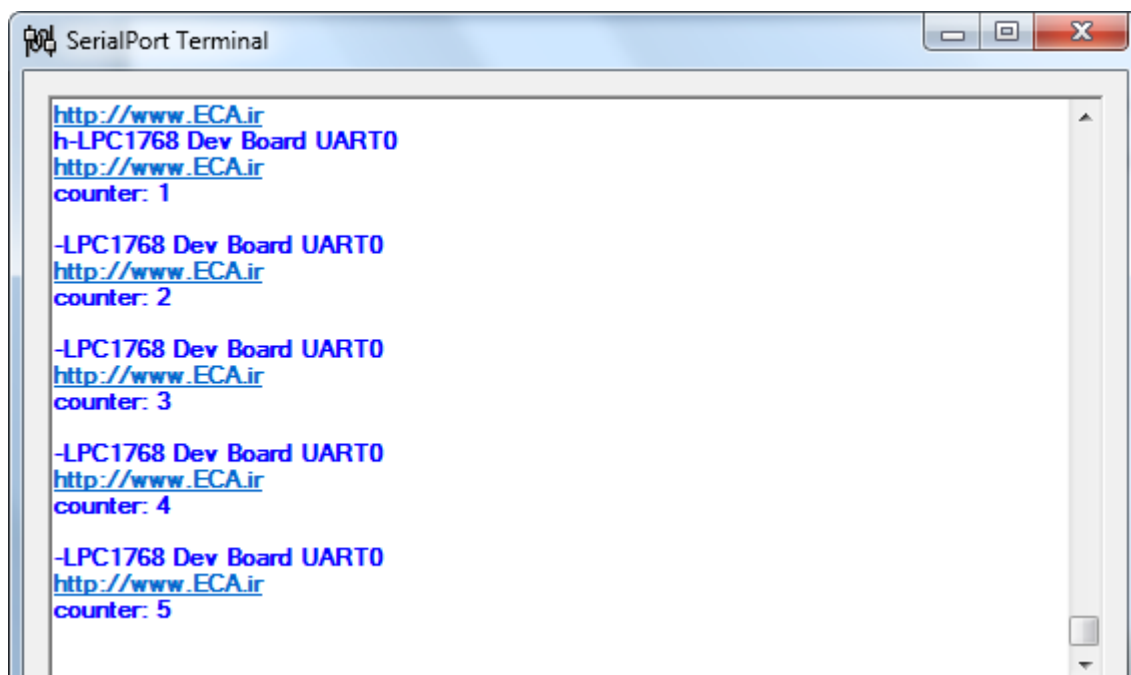 SerialPort Terminal
http://www.ECA.ir
h-LPC1768 Dev Board UART0
http://www.ECA.ir
counter: 1
-LPC1768 Dev Board UART0
http://www.ECA.ir
counter: 2
-LPC1768 Dev Board UART0
http://www.ECA.ir
counter: 3
-LPC1768 Dev Board UART0
http://www.ECA.ir
counter: 4
-LPC1768 Dev Board UART0
http://www.ECA.ir
counter: 5